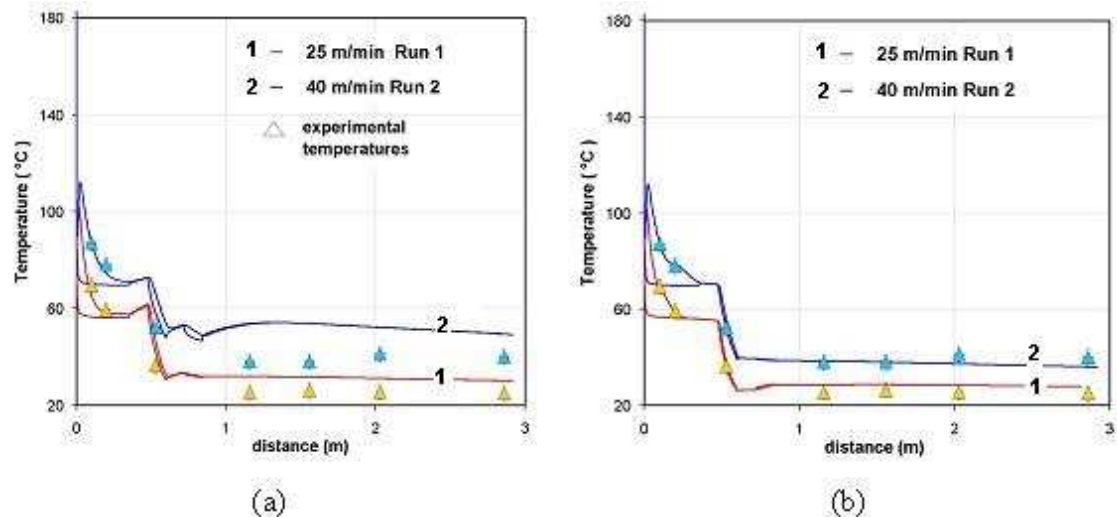 180
140
100
60
20
Temperature ( °C )
1 – 25 m/min Run 1
2 – 40 m/min Run 2
experimental
temperatures
2
1
0 1 2 3
distance (m)
(a)
180
140
100
60
20
Temperature ( °C )
1 – 25 m/min Run 1
2 – 40 m/min Run 2
2
1
0 1 2 3
distance (m)
(b)